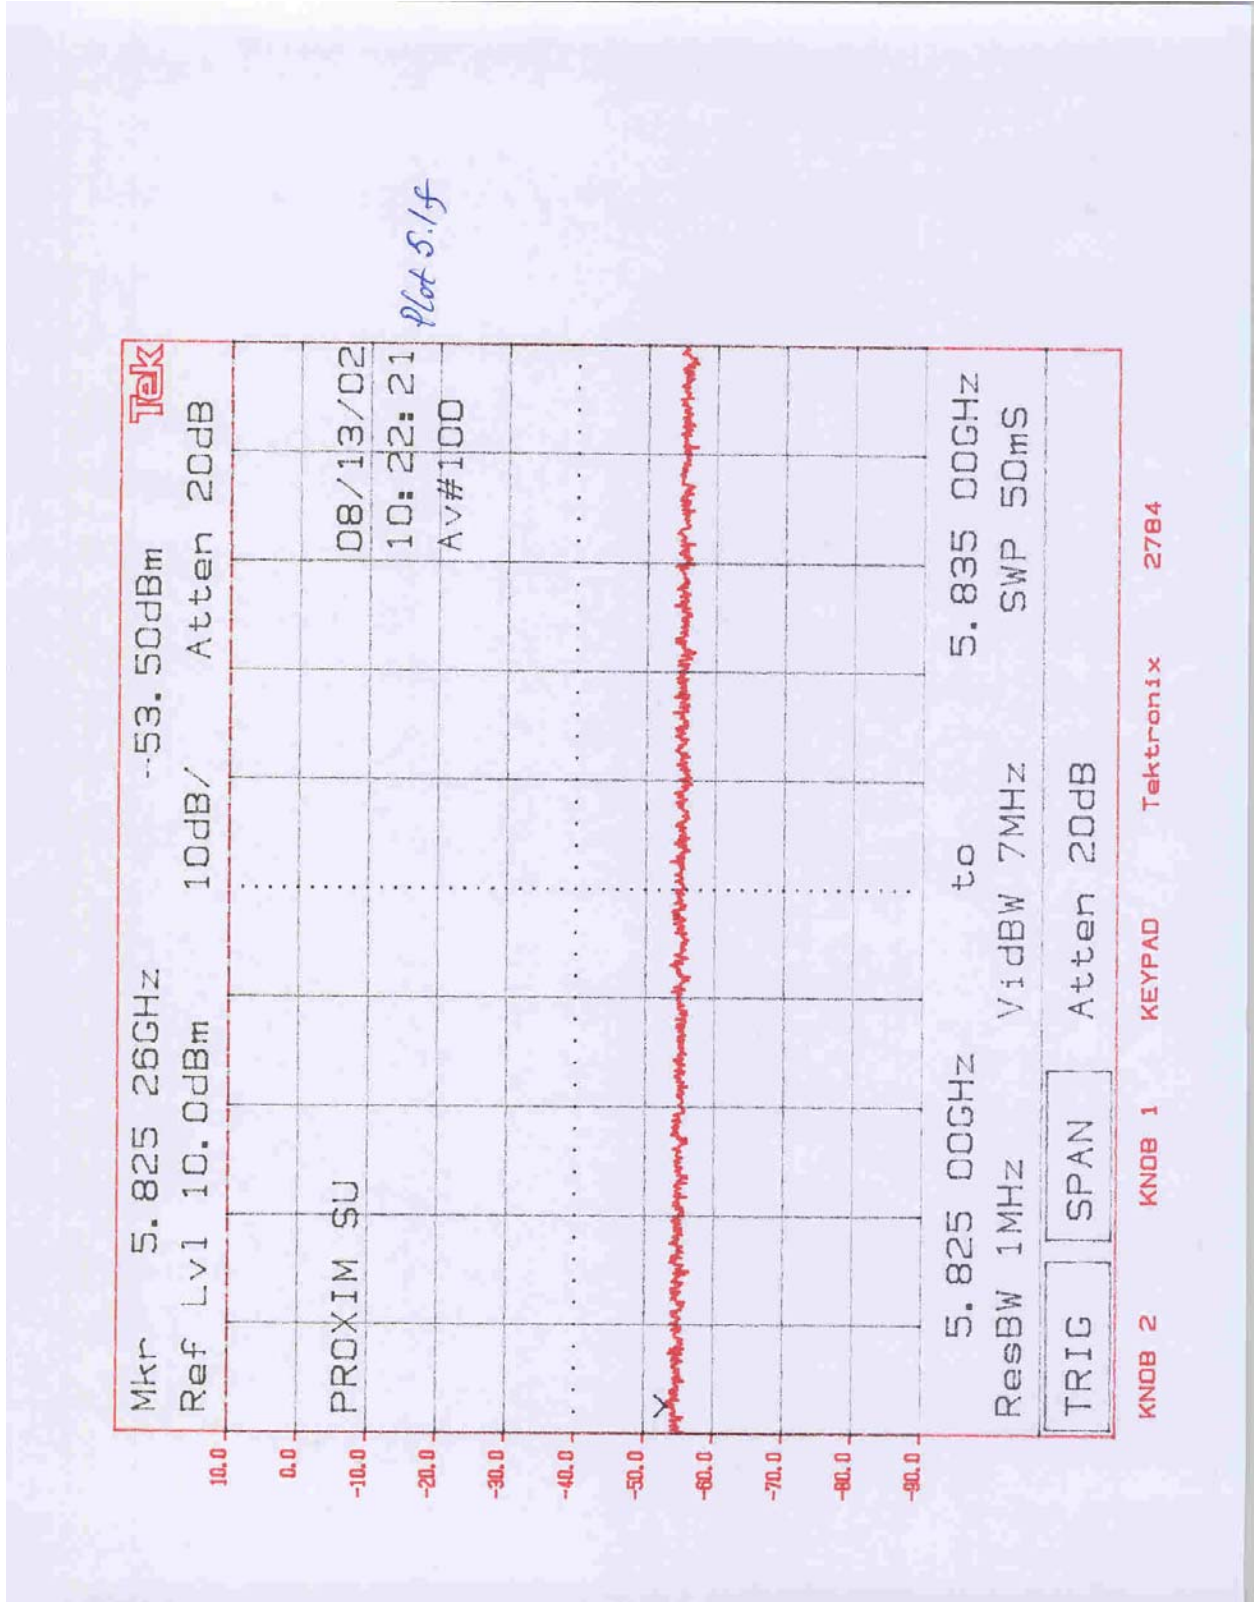 Mkr 5.825 26GHz -53.50dBm Tek
Ref Lvl 10.0dBm 10dB/ Atten 20dB
10.0
0.0
PROXIM SU 08/13/02
-10.0
10:22:21
Plot 5.1f
-20.0
Av#100
-30.0
-40.0
-50.0
-60.0
-70.0
-80.0
-90.0
5.825 00GHz to 5.835 00GHz
ResBW 1MHz VidBW 7MHz SWP 50mS
TRIG SPAN Atten 20dB
KNOB 2 KNOB 1 KEYPAD Tektronix 2784